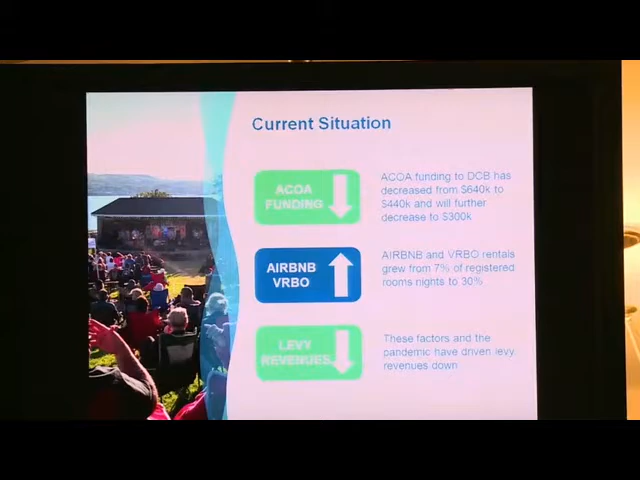 Current Situation
ACOA
FUNDING
ACOA funding to DCB has
decreased from $640k to
$440k and will further
decrease to $300k
AIRBNB
VRBO
AIRBNB and VRBO rentals
grew from 7% of registered
rooms nights to 30%
LEVY
REVENUES
These factors and the
pandemic have driven levy
revenues down